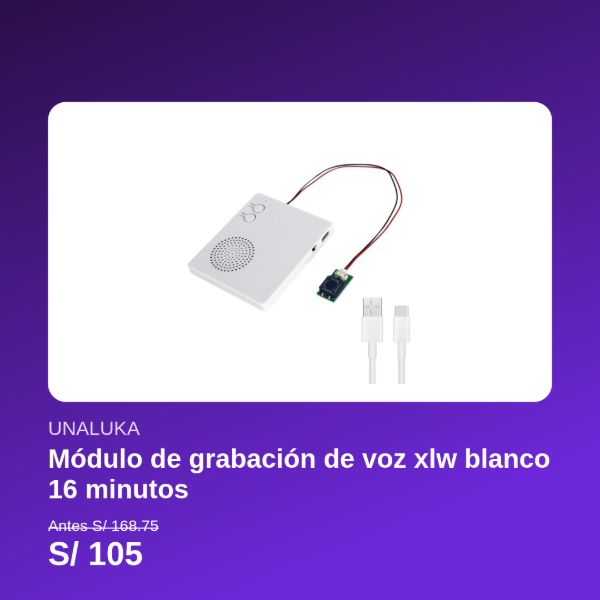 UNALUKA
Módulo de grabación de voz xlw blanco
16 minutos
Antes S/ 168.75
S/ 105